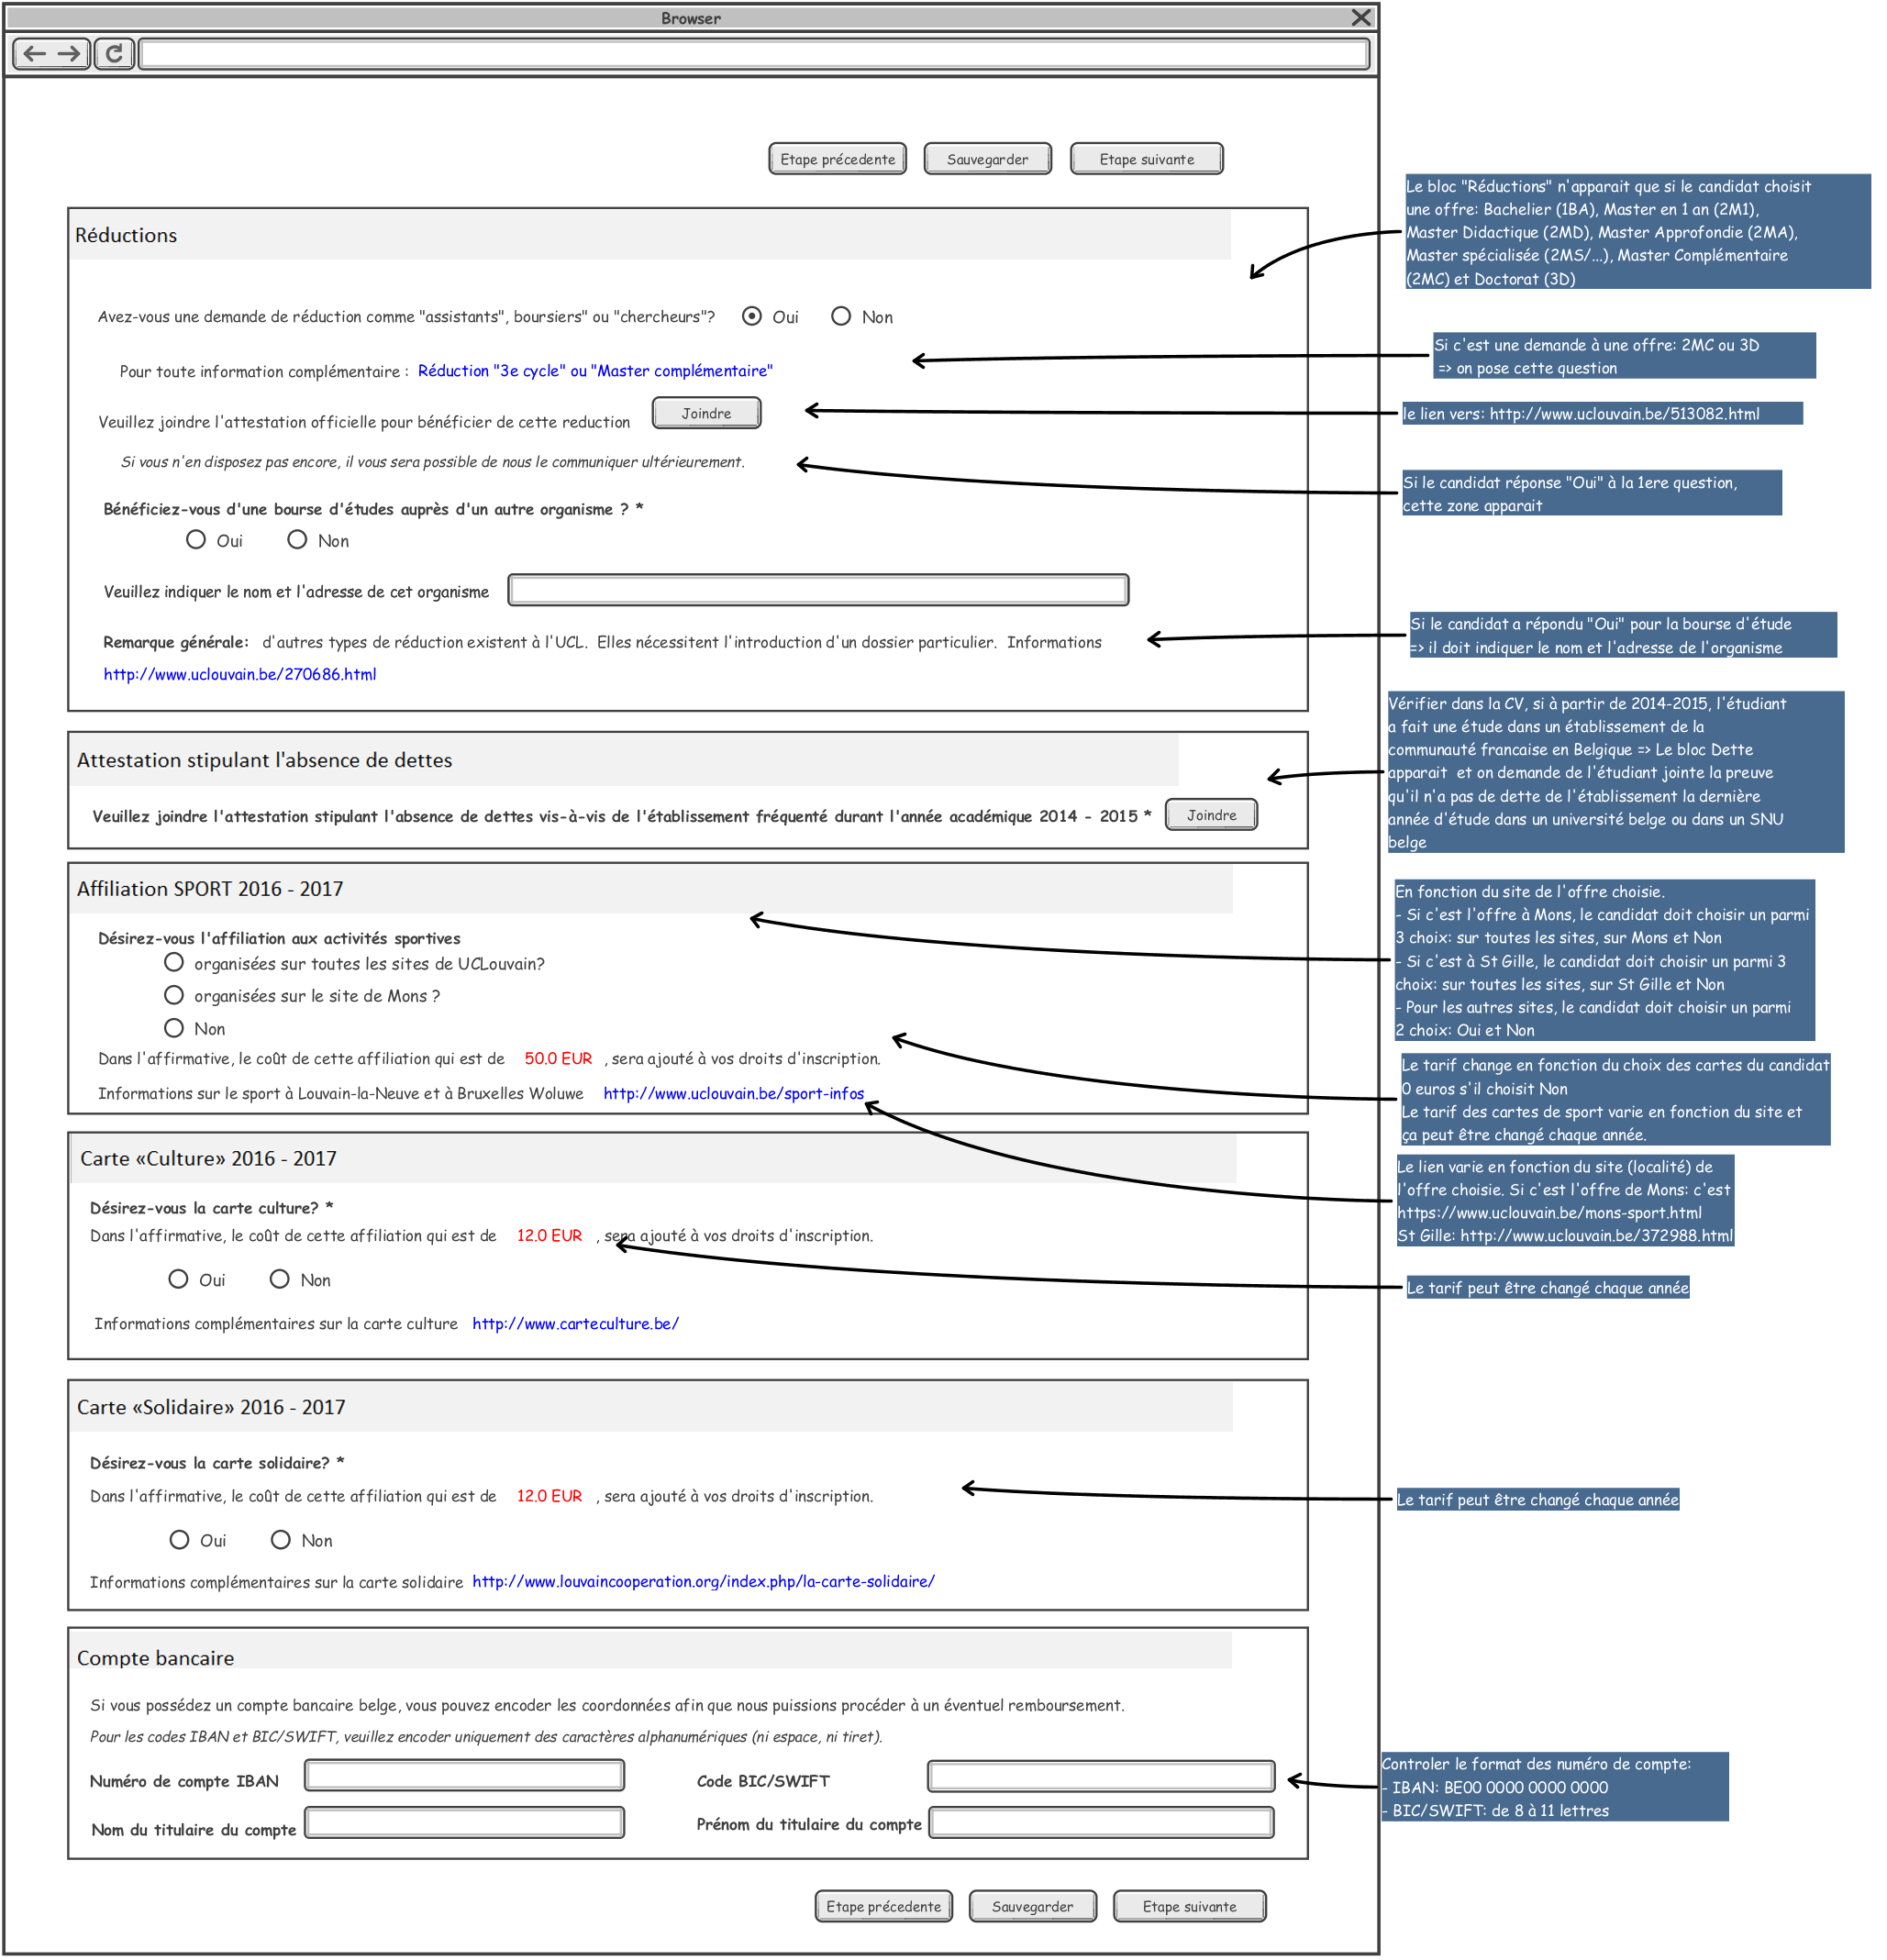 Browser
Etape précedente
Sauvegarder
Etape suivante
Réductions
Avez-vous une demande de réduction comme "assistants", boursiers" ou "chercheurs"?
Oui
Non
Pour toute information complémentaire : Réduction "3e cycle" ou "Master complémentaire"
Veuillez joindre l'attestation officielle pour bénéficier de cette reduction
Joindre
Si vous n'en disposez pas encore, il vous sera possible de nous le communiquer ultérieurement.
Bénéficiez-vous d'une bourse d'études auprès d'un autre organisme ? *
Oui
Non
Veuillez indiquer le nom et l'adresse de cet organisme
Remarque générale: d'autres types de réduction existent à l'UCL. Elles nécessitent l'introduction d'un dossier particulier. Informations
http://www.uclouvain.be/270686.html
Attestation stipulant l'absence de dettes
Veuillez joindre l'attestation stipulant l'absence de dettes vis-à-vis de l'établissement fréquenté durant l'année académique 2014 - 2015 *
Joindre
Affiliation SPORT 2016 - 2017
Désirez-vous l'affiliation aux activités sportives
organisées sur toutes les sites de UCLouvain?
organisées sur le site de Mons ?
Non
Dans l'affirmative, le coût de cette affiliation qui est de 50.0 EUR , sera ajouté à vos droits d'inscription.
Informations sur le sport à Louvain-la-Neuve et à Bruxelles Woluwe http://www.uclouvain.be/sport-infos
Carte «Culture» 2016 - 2017
Désirez-vous la carte culture? *
Dans l'affirmative, le coût de cette affiliation qui est de 12.0 EUR , sera ajouté à vos droits d'inscription.
Oui
Non
Informations complémentaires sur la carte culture http://www.carteculture.be/
Carte «Solidaire» 2016 - 2017
Désirez-vous la carte solidaire? *
Dans l'affirmative, le coût de cette affiliation qui est de 12.0 EUR , sera ajouté à vos droits d'inscription.
Oui
Non
Informations complémentaires sur la carte solidaire http://www.louvaincooperation.org/index.php/la-carte-solidaire/
Compte bancaire
Si vous possédez un compte bancaire belge, vous pouvez encoder les coordonnées afin que nous puissions procéder à un éventuel remboursement.
Pour les codes IBAN et BIC/SWIFT, veuillez encoder uniquement des caractères alphanumériques (ni espace, ni tiret).
Numéro de compte IBAN
Code BIC/SWIFT
Nom du titulaire du compte
Prénom du titulaire du compte
Etape précedente
Sauvegarder
Etape suivante
Le bloc "Réductions" n'apparait que si le candidat choisit
une offre: Bachelier (1BA), Master en 1 an (2M1),
Master Didactique (2MD), Master Approfondie (2MA),
Master spécialisée (2MS/...), Master Complémentaire
(2MC) et Doctorat (3D)
Si c'est une demande à une offre: 2MC ou 3D
=> on pose cette question
le lien vers: http://www.uclouvain.be/513082.html
Si le candidat réponse "Oui" à la 1ere question,
cette zone apparait
Si le candidat a répondu "Oui" pour la bourse d'étude
=> il doit indiquer le nom et l'adresse de l'organisme
Vérifier dans la CV, si à partir de 2014-2015, l'étudiant
a fait une étude dans un établissement de la
communauté francaise en Belgique => Le bloc Dette
apparait et on demande de l'étudiant jointe la preuve
qu'il n'a pas de dette de l'établissement la dernière
année d'étude dans un université belge ou dans un SNU
belge
En fonction du site de l'offre choisie.
- Si c'est l'offre à Mons, le candidat doit choisir un parmi
3 choix: sur toutes les sites, sur Mons et Non
- Si c'est à St Gille, le candidat doit choisir un parmi 3
choix: sur toutes les sites, sur St Gille et Non
- Pour les autres sites, le candidat doit choisir un parmi
2 choix: Oui et Non
Le tarif change en fonction du choix des cartes du candidat
0 euros s'il choisit Non
Le tarif des cartes de sport varie en fonction du site et
ça peut être changé chaque année.
Le lien varie en fonction du site (localité) de
l'offre choisie. Si c'est l'offre de Mons: c'est
https://www.uclouvain.be/mons-sport.html
St Gille: http://www.uclouvain.be/372988.html
Le tarif peut être changé chaque année
Le tarif peut être changé chaque année
Controler le format des numéro de compte:
- IBAN: BE00 0000 0000 0000
- BIC/SWIFT: de 8 à 11 lettres